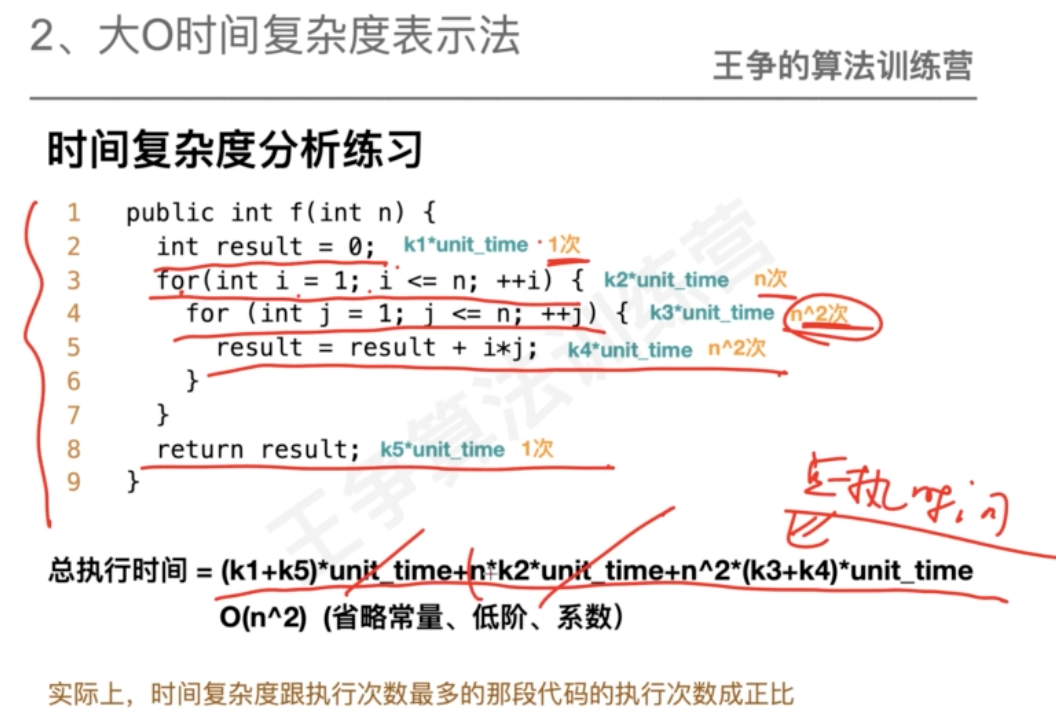 2、大O时间复杂度表示法
王争的算法训练营
时间复杂度分析练习
1 public int f(int n) {
2 int result = 0; k1*unit_time 1次
3 for(int i = 1; i <= n; ++i) { k2*unit_time n次
4 for (int j = 1; j <= n; ++j) { k3*unit_time n^2次
5 result = result + i*j; k4*unit_time n^2次
6 }
7 }
8 return result; k5*unit_time 1次
9 }
王争算法训练营
总执行时间 = (k1+k5)*unit_time+n*k2*unit_time+n^2*(k3+k4)*unit_time
O(n^2) (省略常量、低阶、系数)
实际上，时间复杂度跟执行次数最多的那段代码的执行次数成正比